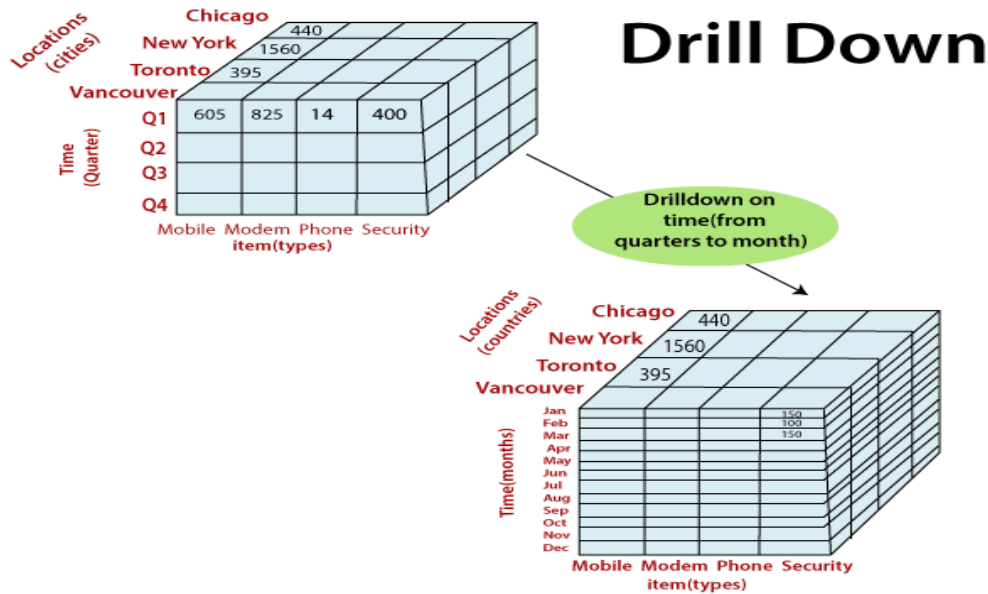 Drill Down
Locations
(cities)
Chicago
New York
Toronto
Vancouver
440
1560
395
Time
(Quarter)
Q1
605 825 14 400
Q2
Q3
Q4
Mobile Modem Phone Security
item(types)
Drilldown on
time(from
quarters to month)
Locations
(countries)
Chicago
New York
Toronto
Vancouver
440
1560
395
Time(months)
Jan 150
Feb 100
Mar 150
Apr
May
Jun
Jul
Aug
Sep
Oct
Nov
Dec
Mobile Modem Phone Security
item(types)